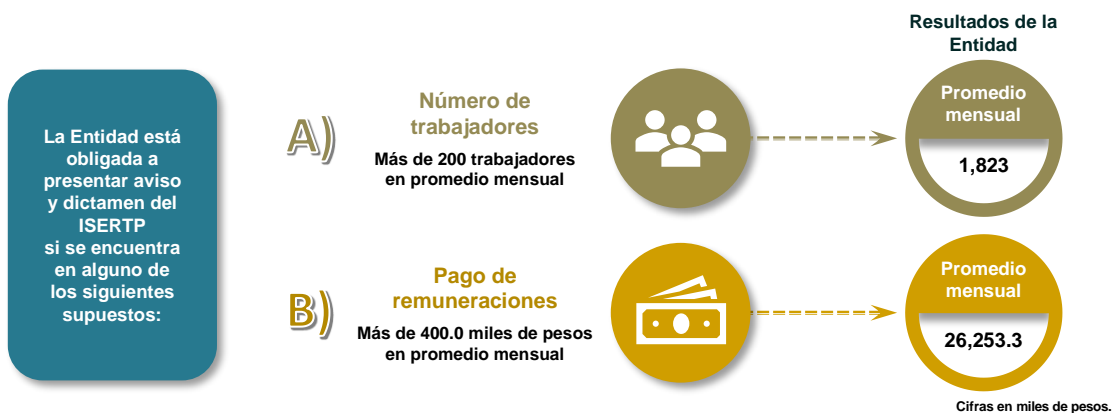 La Entidad está
obligada a
presentar aviso
y dictamen del
ISERTP
si se encuentra
en alguno de
los siguientes
supuestos:
A)
Número de
trabajadores
Más de 200 trabajadores
en promedio mensual
Resultados de la
Entidad
Promedio
mensual
1,823
B)
Pago de
remuneraciones
Más de 400.0 miles de pesos
en promedio mensual
Promedio
mensual
26,253.3
Cifras en miles de pesos.